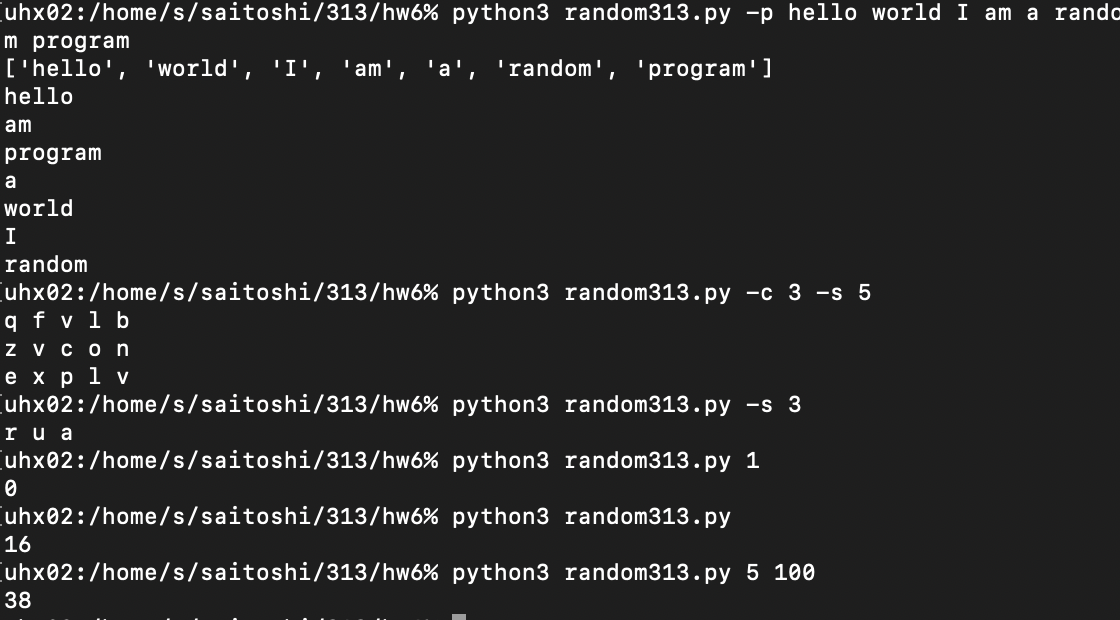 [uhx02:/home/s/saitoshi/313/hw6% python3 random313.py -p hello world I am a rando
m program
['hello', 'world', 'I', 'am', 'a', 'random', 'program']
hello
am
program
a
world
I
random
[uhx02:/home/s/saitoshi/313/hw6% python3 random313.py -c 3 -s 5
q f v l b
z v c o n
e x p l v
[uhx02:/home/s/saitoshi/313/hw6% python3 random313.py -s 3
r u a
[uhx02:/home/s/saitoshi/313/hw6% python3 random313.py 1
0
[uhx02:/home/s/saitoshi/313/hw6% python3 random313.py
16
[uhx02:/home/s/saitoshi/313/hw6% python3 random313.py 5 100
38